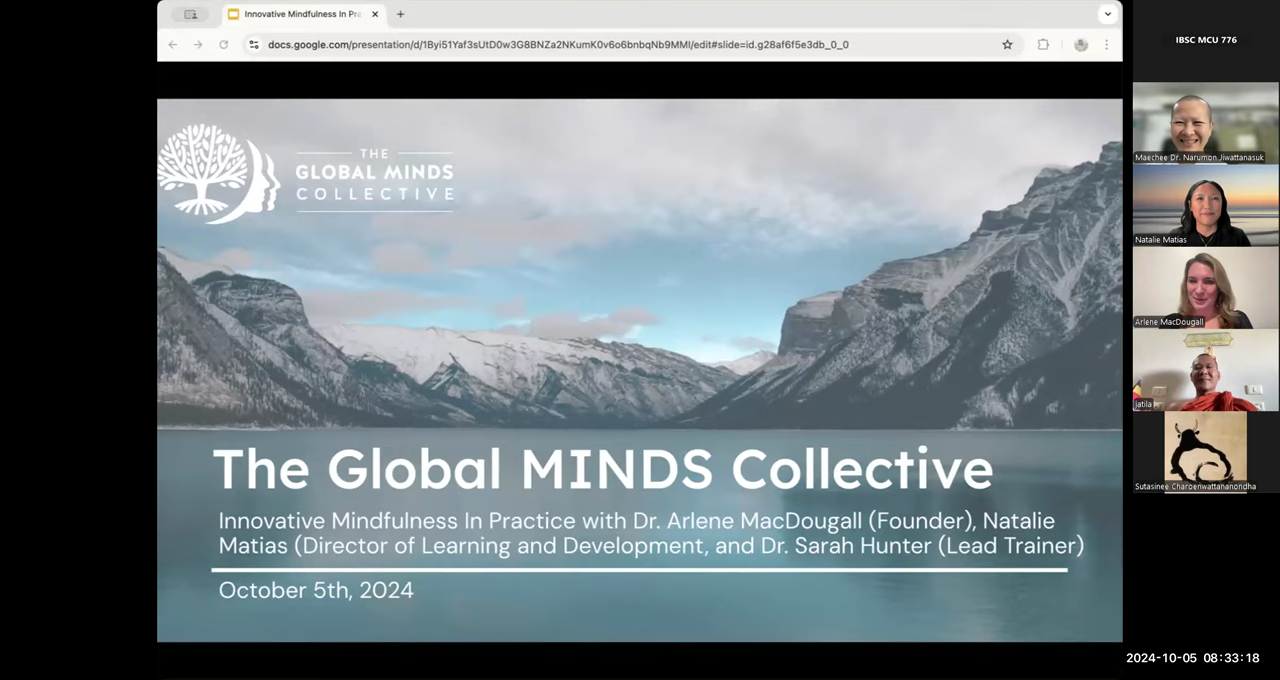 Innovative Mindfulness In Pra
docs.google.com/presentation/d/1Byi51Yaf3sUtD0w3G8BNZa2NKumK0v6o6bnbqNb9MMI/edit#slide=id.g28af6f5e3db_0_0
THE
GLOBAL MINDS
COLLECTIVE
The Global MINDS Collective
Innovative Mindfulness In Practice with Dr. Arlene MacDougall (Founder), Natalie
Matias (Director of Learning and Development, and Dr. Sarah Hunter (Lead Trainer)
October 5th, 2024
IBSC MCU 776
Maechee Dr. Narumon Jiwattanasuk
Natalie Matias
Arlene MacDougall
jatila
Sutasinee Charoenwattananondha
2024-10-05 08:33:18